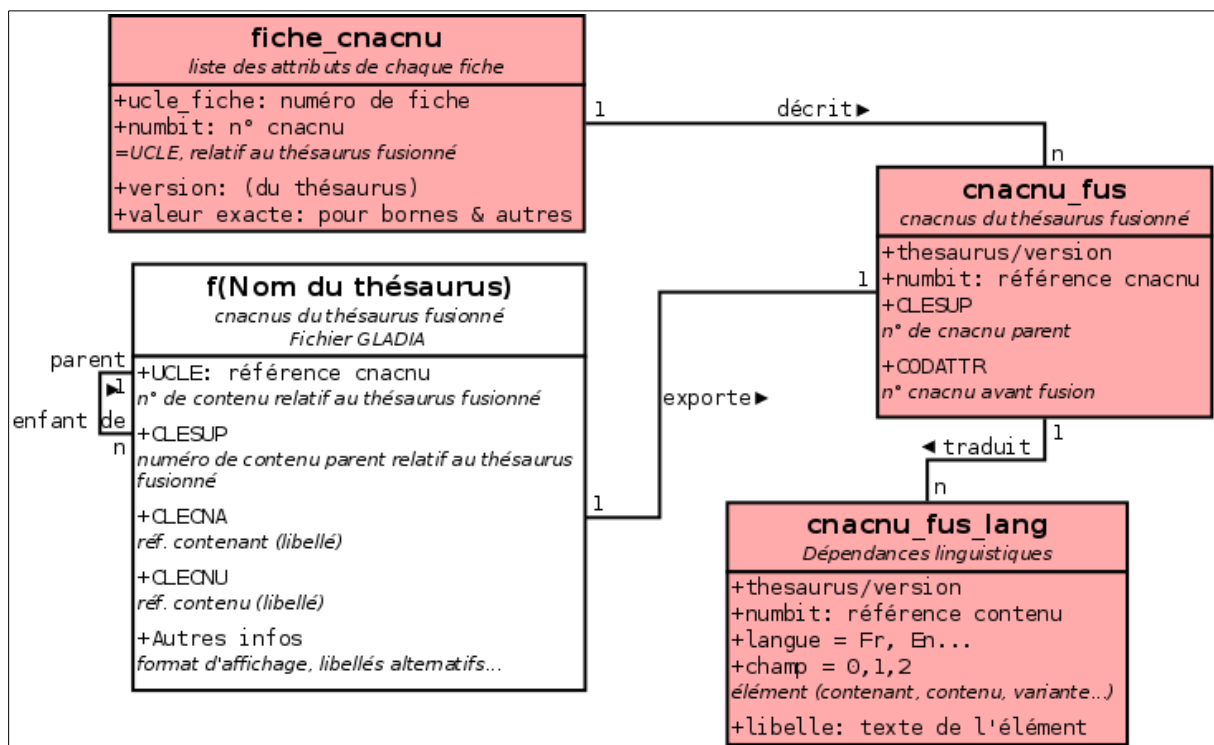 fiche_cnacnu
liste des attributs de chaque fiche
+ucle_fiche: numéro de fiche
+numbit: n° cnacnu
=UCLE, relatif au thésaurus fusionné
+version: (du thésaurus)
+valeur exacte: pour bornes & autres
1
décrit►
n
cnacnu_fus
cnacnus du thésaurus fusionné
+thesaurus/version
+numbit: référence cnacnu
+CLESUP
n° de cnacnu parent
+CODATTR
n° cnacnu avant fusion
1
f(Nom du thésaurus)
cnacnus du thésaurus fusionné
Fichier GLADIA
+UCLE: référence cnacnu
n° de contenu relatif au thésaurus fusionné
+CLESUP
numéro de contenu parent relatif au thésaurus
fusionné
+CLECNA
réf. contenant (libellé)
+CLECNU
réf. contenu (libellé)
+Autres infos
format d'affichage, libellés alternatifs...
parent
►
1
enfant de
n
exporte►
1
1
◄traduit
n
cnacnu_fus_lang
Dépendances linguistiques
+thesaurus/version
+numbit: référence contenu
+langue = Fr, En...
+champ = 0,1,2
élément (contenant, contenu, variante...)
+libelle: texte de l'élément